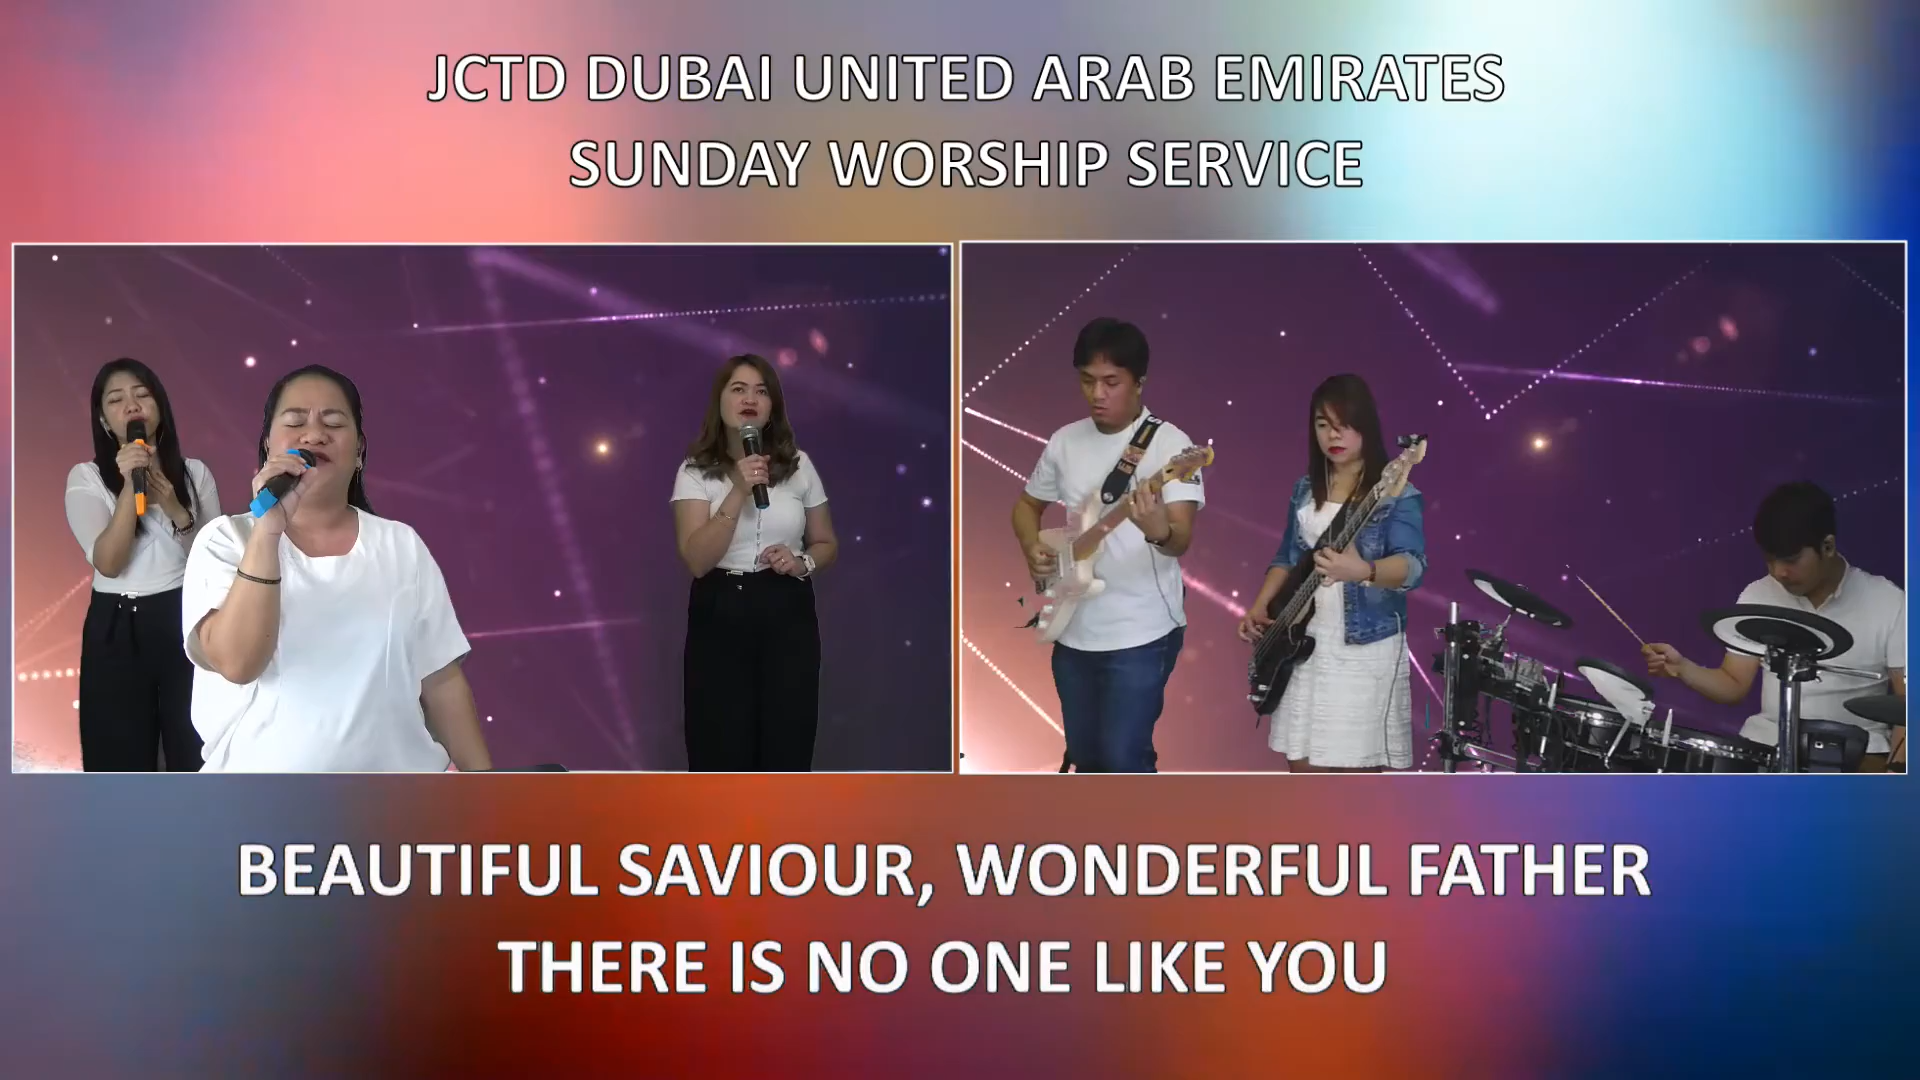 JCTD DUBAI UNITED ARAB EMIRATES
SUNDAY WORSHIP SERVICE
BEAUTIFUL SAVIOUR, WONDERFUL FATHER
THERE IS NO ONE LIKE YOU